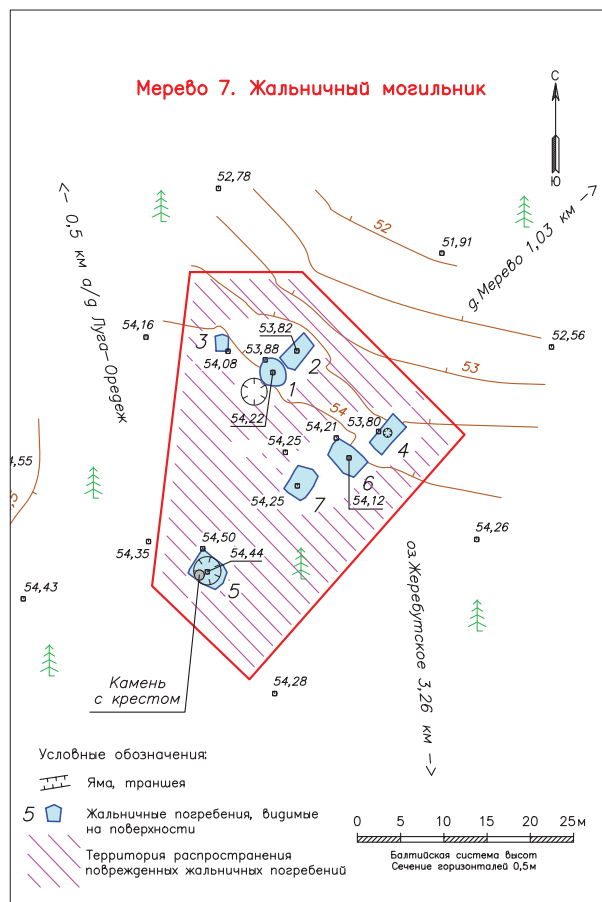 Мерево 7. Жальничный могильник
С
Ю
52,78
52
51,91
<— 0,5 км а/д Луга-Оредеж
д.Мерево 1,03 км —>
54,16
3
54,08
53,88
53,82
2
1
54,22
52,56
53
54
54,21
53,80
4
54,25
6
54,25
7
54,12
54,50
54,44
54,35
5
54,26
54,43
оз.Жеребутское 3,26 км —>
54,28
Камень
с крестом
Условные обозначения:
Яма, траншея
5 Жальничные погребения, видимые
на поверхности
Территория распространения
поврежденных жальничных погребений
0 5 10 15 20 25м
Балтийская система высот
Сечение горизонталей 0,5м